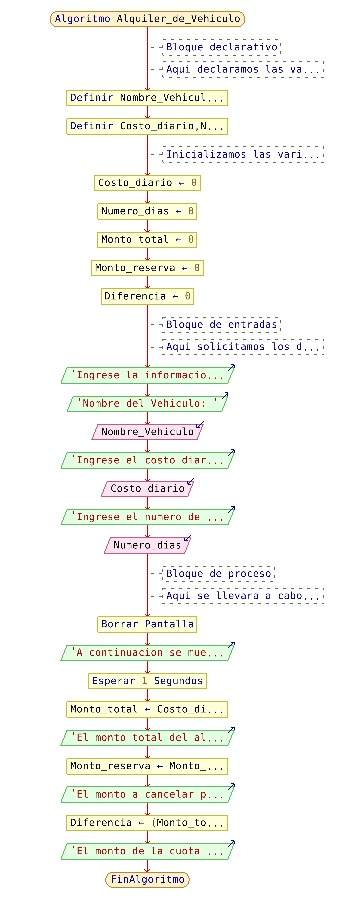 Algoritmo Alquiler_de_Vehiculo
Bloque declarativo
Aqui declaramos las va...
Definir Nombre_Vehicul...
Definir Costo_diario,N...
Inicializamos las vari...
Costo_diario ← 0
Numero_dias ← 0
Monto_total ← 0
Monto_reserva ← 0
Diferencia ← 0
Bloque de entradas
Aqui solicitamos los d...
'Ingrese la informacio...
'Nombre del Vehiculo: '
Nombre_Vehiculo
'Ingrese el costo diar...
Costo_diario
'Ingrese el numero de ...
Numero_dias
Bloque de proceso
Aqui se llevara a cabo...
Borrar Pantalla
'A continuacion se mue...
Esperar 1 Segundos
Monto_total ← Costo_di...
'El monto total del al...
Monto_reserva ← Monto_...
'El monto a cancelar p...
Diferencia ← (Monto_to...
'El monto de la cuota ...
FinAlgoritmo